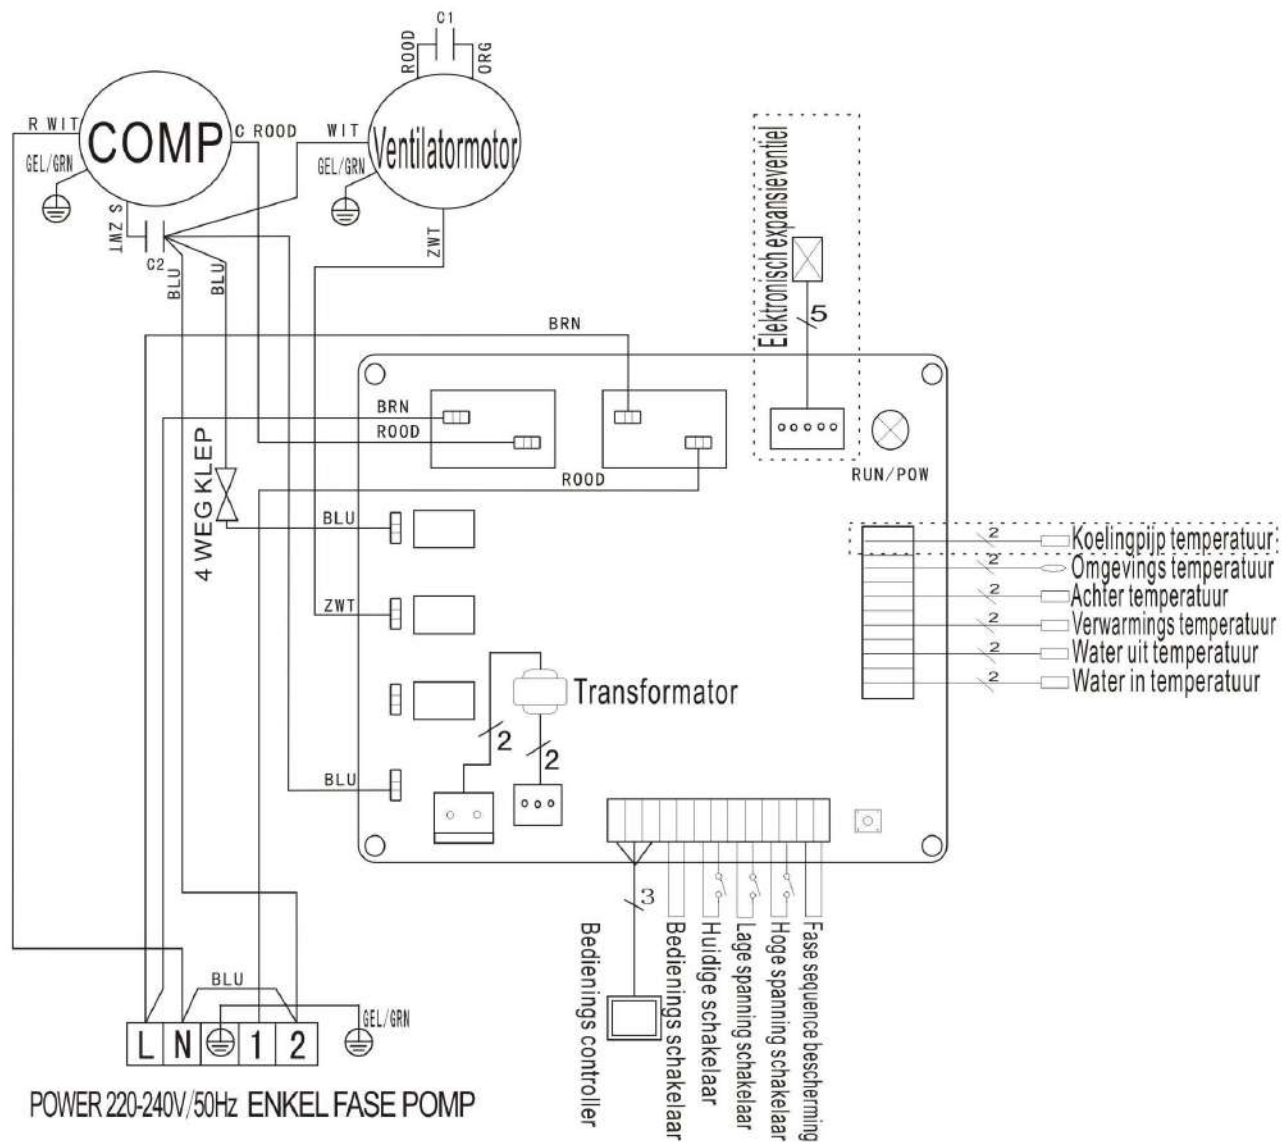 C1
ROOD
ORG
R WIT
COMP
C ROOD
WIT
Ventilatormotor
GEL/GRN
GEL/GRN
S ZWT
C2
BLU
BLU
ZWT
Elektronisch expansieventiel
5
BRN
BRN
ROOD
RUN/POW
ROOD
4 WEG KLEP
BLU
2 Koelingpijp temperatuur
2 Omgevings temperatuur
2 Achter temperatuur
2 Verwarmings temperatuur
2 Water uit temperatuur
2 Water in temperatuur
ZWT
Transformator
2
2
BLU
3
Bedienings controller
Bedienings schakelaar
Huidige schakelaar
Lage spanning schakelaar
Hoge spanning schakelaar
Fase sequence bescherming
BLU
GEL/GRN
L N 1 2
POWER 220-240V/50Hz ENKEL FASE POMP